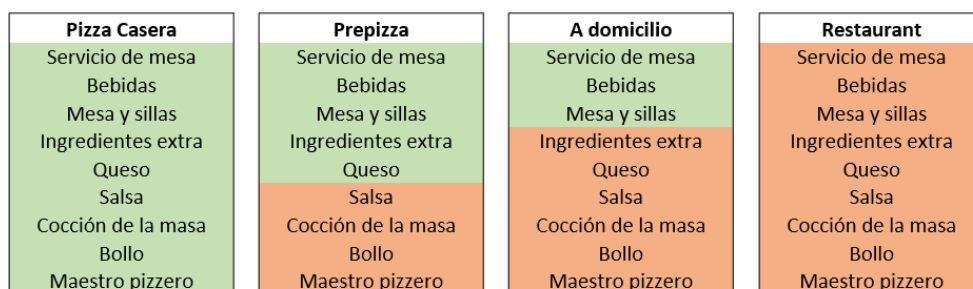 Pizza Casera
Servicio de mesa
Bebidas
Mesa y sillas
Ingredientes extra
Queso
Salsa
Cocción de la masa
Bollo
Maestro pizzero
Prepizza
Servicio de mesa
Bebidas
Mesa y sillas
Ingredientes extra
Queso
Salsa
Cocción de la masa
Bollo
Maestro pizzero
A domicilio
Servicio de mesa
Bebidas
Mesa y sillas
Ingredientes extra
Queso
Salsa
Cocción de la masa
Bollo
Maestro pizzero
Restaurant
Servicio de mesa
Bebidas
Mesa y sillas
Ingredientes extra
Queso
Salsa
Cocción de la masa
Bollo
Maestro pizzero